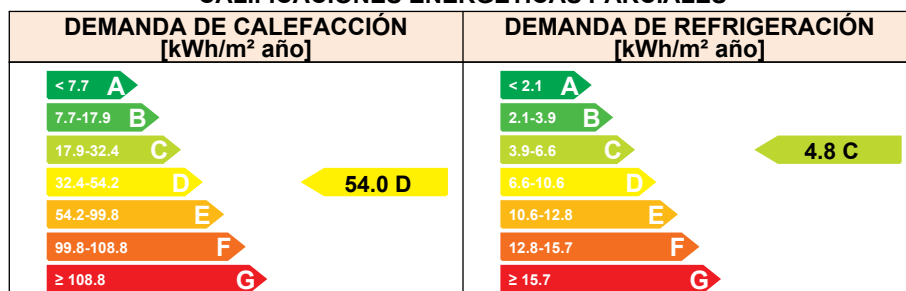 CALIFICACIONES ENERGÉTICAS PARCIALES
DEMANDA DE CALEFACCIÓN
[kWh/m² año]
< 7.7 A
7.7-17.9 B
17.9-32.4 C
32.4-54.2 D
54.2-99.8 E
99.8-108.8 F
≥ 108.8 G
54.0 D
DEMANDA DE REFRIGERACIÓN
[kWh/m² año]
< 2.1 A
2.1-3.9 B
3.9-6.6 C
6.6-10.6 D
10.6-12.8 E
12.8-15.7 F
≥ 15.7 G
4.8 C